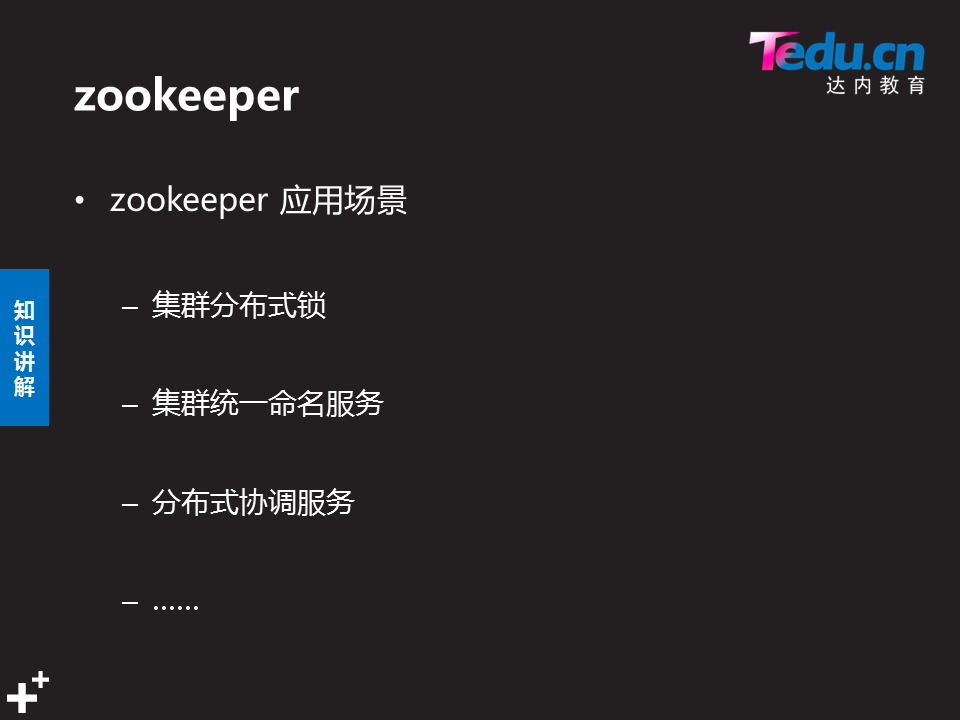 Tedu.cn
达内教育
zookeeper
• zookeeper 应用场景
– 集群分布式锁
– 集群统一命名服务
– 分布式协调服务
– ……
知
识
讲
解